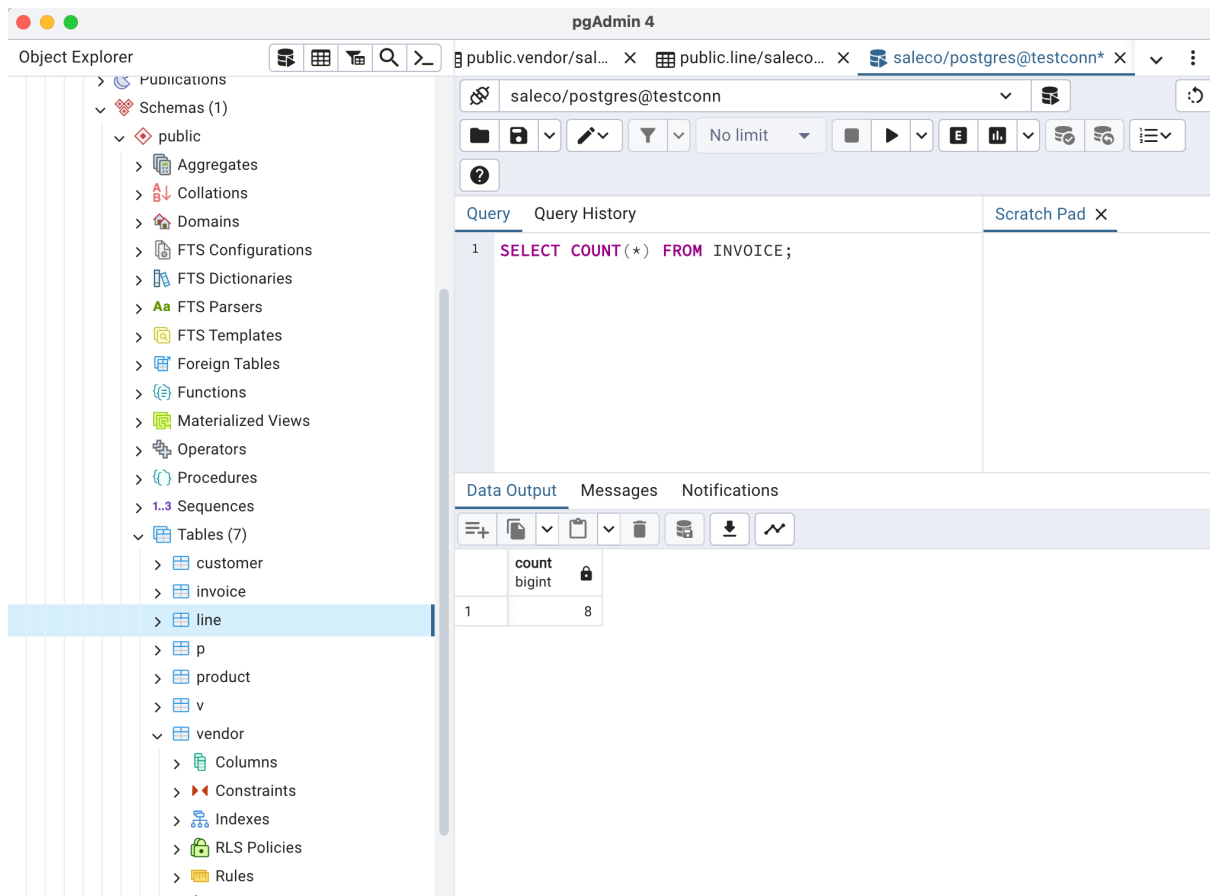 pgAdmin 4
Object Explorer
public.vendor/sal...
public.line/saleco...
saleco/postgres@testconn*
saleco/postgres@testconn
No limit
E
Query
Query History
Scratch Pad
1
SELECT COUNT(*) FROM INVOICE;
Publications
Schemas (1)
public
Aggregates
Collations
Domains
FTS Configurations
FTS Dictionaries
Aa FTS Parsers
FTS Templates
Foreign Tables
Functions
Materialized Views
Operators
Procedures
1..3 Sequences
Tables (7)
customer
invoice
line
p
product
v
vendor
Columns
Constraints
Indexes
RLS Policies
Rules
Data Output
Messages
Notifications
count
bigint
1
8